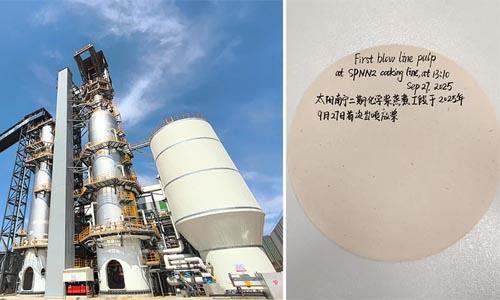 First blow line pulp
at SPNN2 cooking line, at 13:10
Sep 27, 2025
太阳南宁二期化学浆蒸煮工段于2025年
9月27日首次出喷放浆